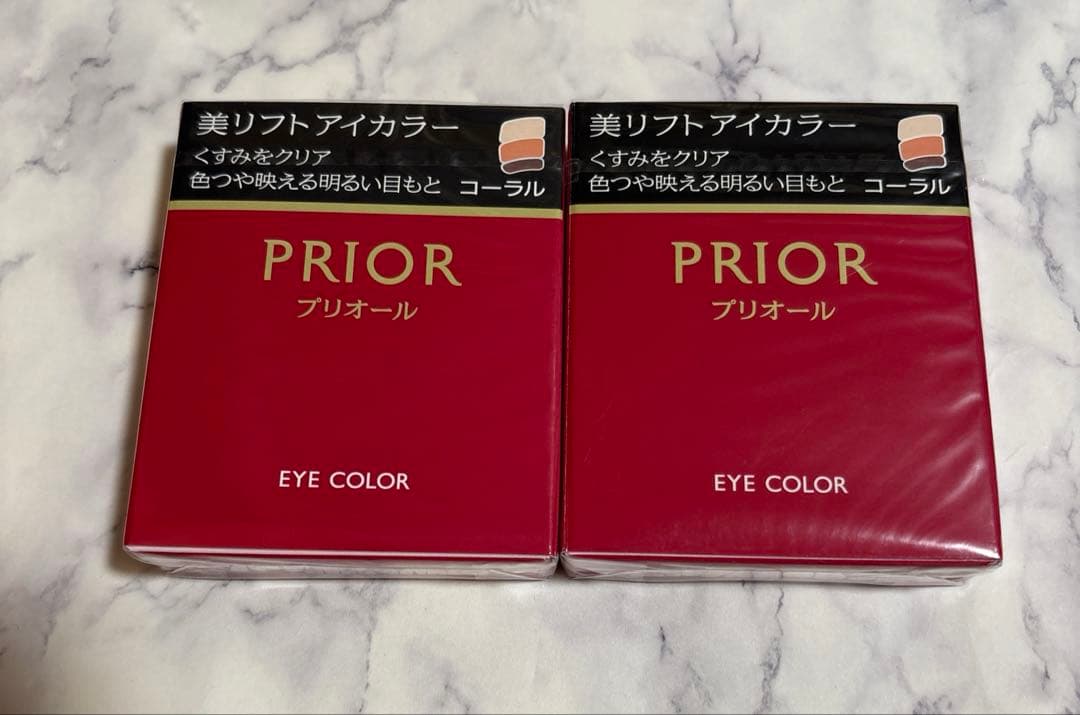 美リフトアイカラー
くすみをクリア
色つや映える明るい目もと コーラル
PRIOR
プリオール
EYE COLOR
美リフトアイカラー
くすみをクリア
色つや映える明るい目もと コーラル
PRIOR
プリオール
EYE COLOR